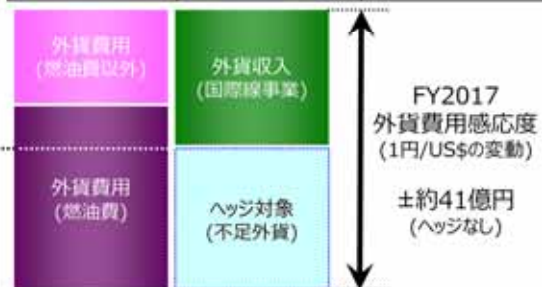 外貨費用
(燃油費以外)
外貨収入
(国際線事業)
外貨費用
(燃油費)
ヘッジ対象
(不足外貨)
FY2017
外貨費用感応度
(1円/US$の変動)
±約41億円
(ヘッジなし)